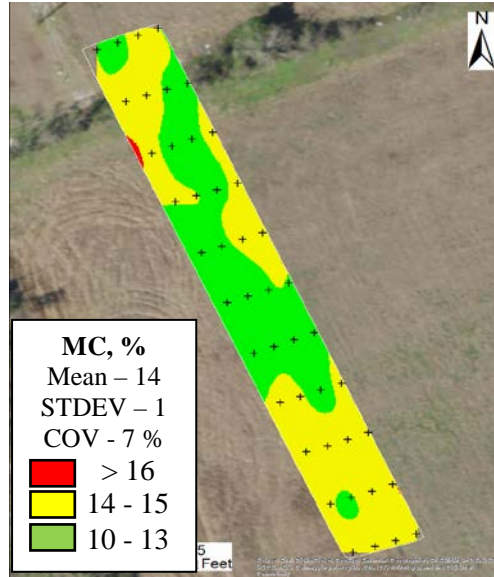 N
MC, %
Mean – 14
STDEV – 1
COV - 7 %
> 16
14 - 15
10 - 13
5
Feet